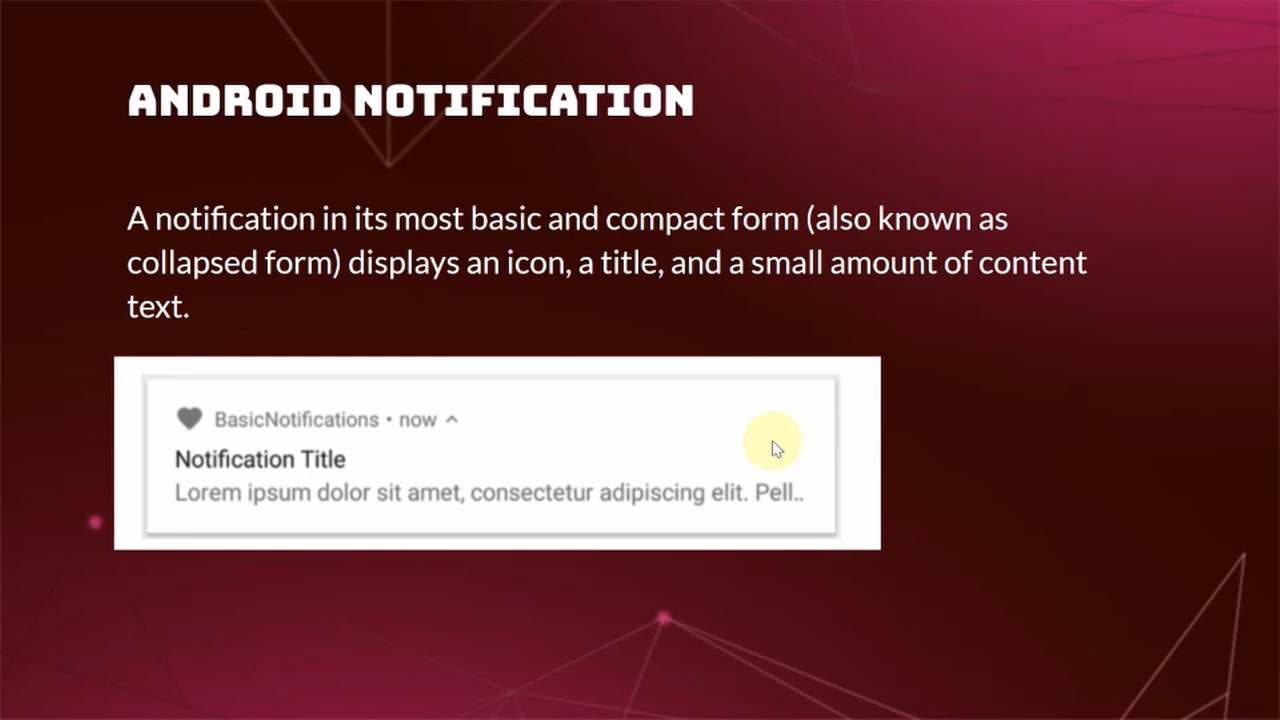 ANDROID NOTIFICATION
A notification in its most basic and compact form (also known as
collapsed form) displays an icon, a title, and a small amount of content
text.
BasicNotifications • now
Notification Title
Lorem ipsum dolor sit amet, consectetur adipiscing elit. Pell..